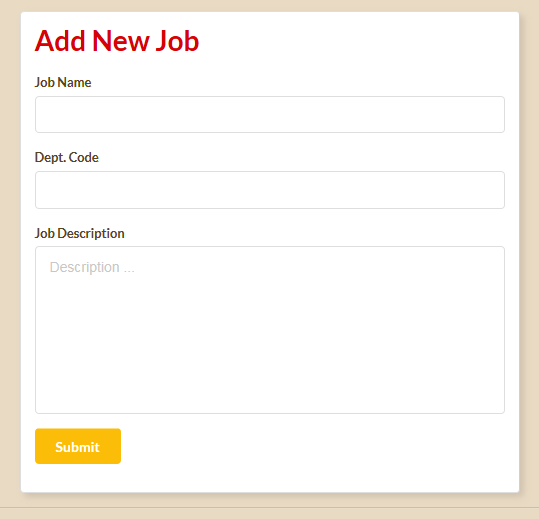 Add New Job
Job Name
Dept. Code
Job Description
Description ...
Submit